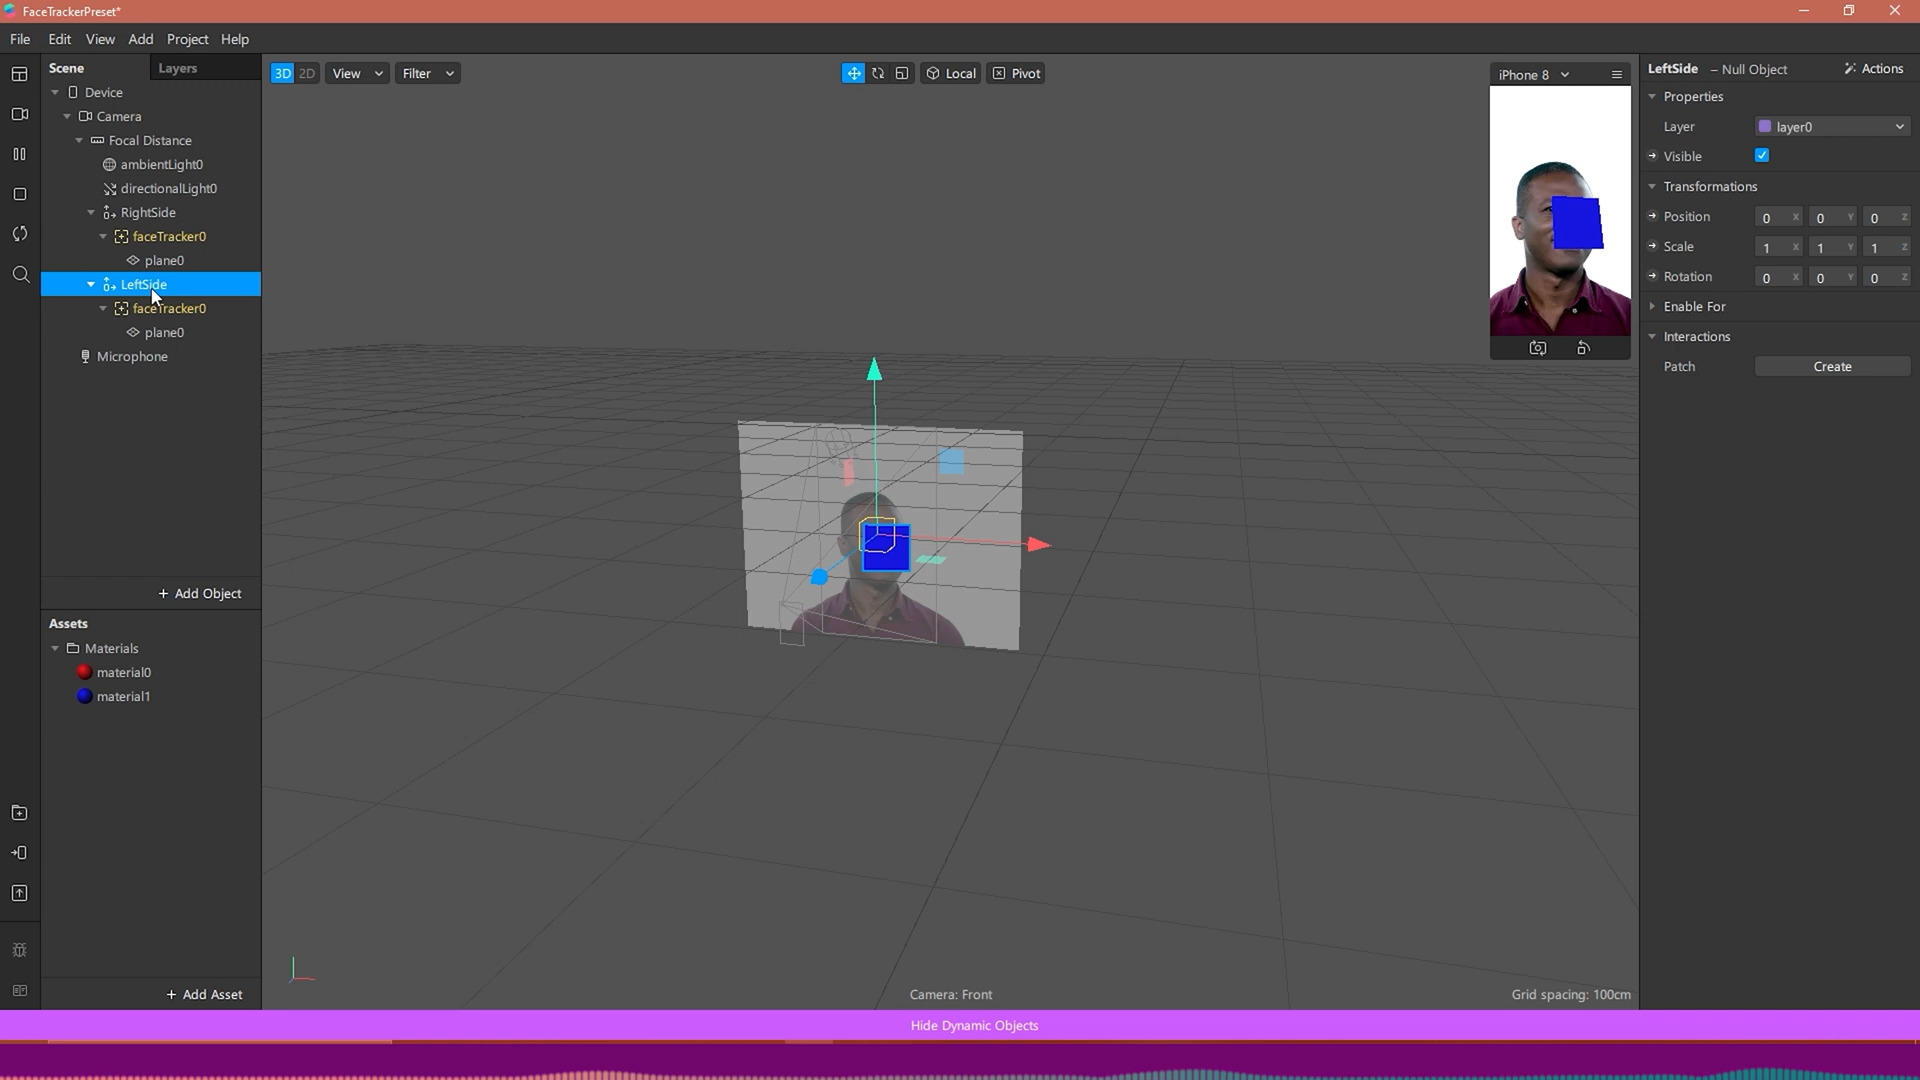 FaceTrackerPreset*
File Edit View Add Project Help
Scene Layers
Device
Camera
Focal Distance
ambientLight0
directionalLight0
RightSide
faceTracker0
plane0
LeftSide
faceTracker0
plane0
Microphone
+ Add Object
Assets
Materials
material0
material1
+ Add Asset
3D 2D View Filter
Local Pivot
iPhone 8
Camera: Front
Grid spacing: 100cm
LeftSide – Null Object Actions
Properties
Layer layer0
Visible
Transformations
Position 0 X 0 Y 0 Z
Scale 1 X 1 Y 1 Z
Rotation 0 X 0 Y 0 Z
Enable For
Interactions
Patch Create
Hide Dynamic Objects